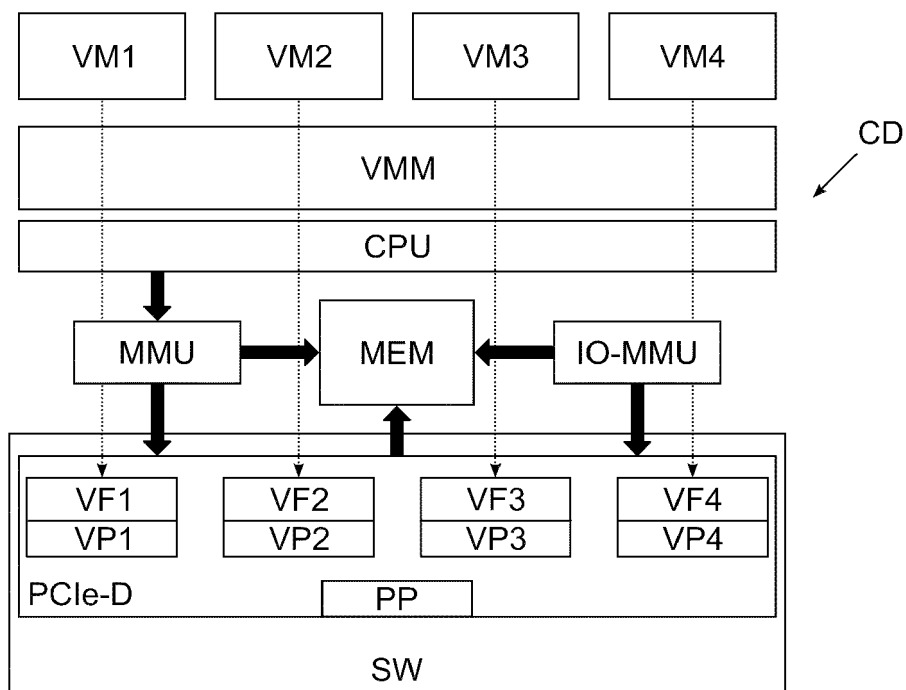 VM1 VM2 VM3 VM4
CD
VMM
CPU
MMU MEM IO-MMU
VF1 VF2 VF3 VF4
VP1 VP2 VP3 VP4
PCIe-D PP
SW